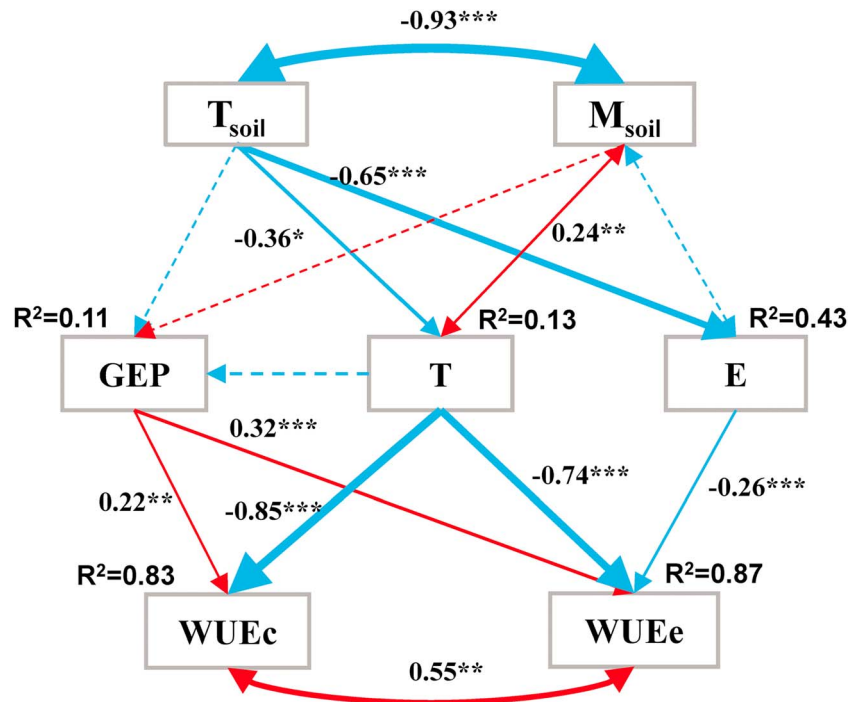 -0.93***
T_soil
M_soil
-0.65***
-0.36*
0.24**
R²=0.11
R²=0.13
R²=0.43
GEP
T
E
0.32***
0.22**
-0.85***
-0.74***
-0.26***
R²=0.83
R²=0.87
WUEc
WUEe
0.55**